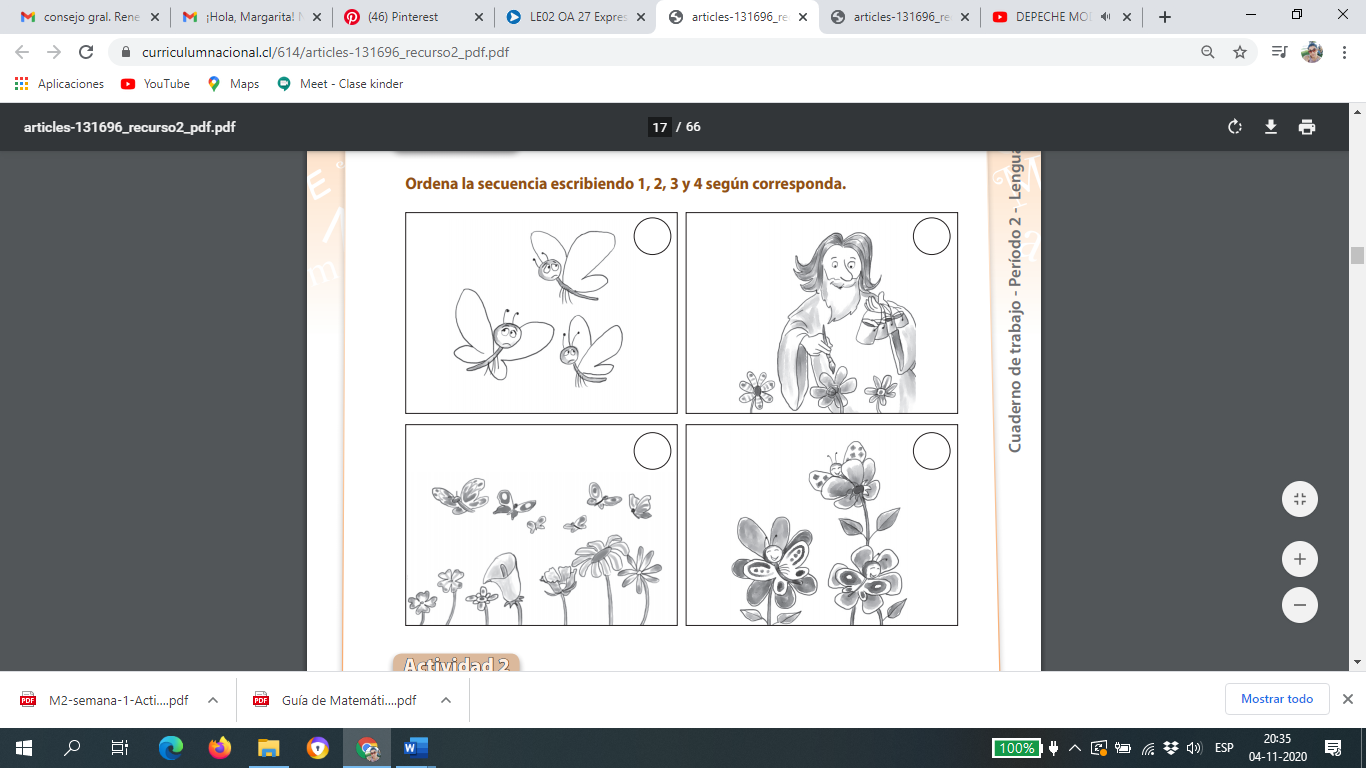 consejo gral. Rene
¡Hola, Margarita! 
(46) Pinterest
LE02 OA 27 Expres
articles-131696_re
articles-131696_re
DEPECHE MOD
curriculumnacional.cl/614/articles-131696_recurso2_pdf.pdf
Aplicaciones
YouTube
Maps
Meet - Clase kinder
articles-131696_recurso2_pdf.pdf
17 / 66
Ordena la secuencia escribiendo 1, 2, 3 y 4 según corresponda.
Cuaderno de trabajo - Período 2 - Lengua
Actividad 2
M2-semana-1-Acti....pdf
Guía de Matemáti....pdf
Mostrar todo
100%
ESP
20:35
04-11-2020